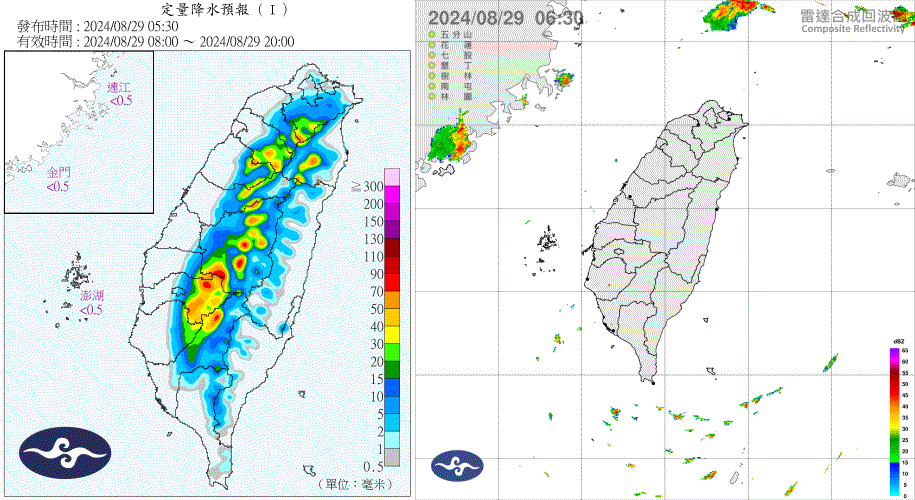 定量降水預報 ( I )
發布時間 : 2024/08/29 05:30
有效時間 : 2024/08/29 08:00 ～ 2024/08/29 20:00
連江
<0.5
金門
<0.5
澎湖
<0.5
≧ 300
200
150
130
110
90
70
50
40
30
20
15
10
5
2
1
0.5
(單位：毫米)
2024/08/29 06:30
雷達合成回波圖
Composite Reflectivity
五分山
花蓮
七股
墾丁
樹林
南屯
林園
dBZ
65
60
55
50
45
40
35
30
25
20
15
10
5